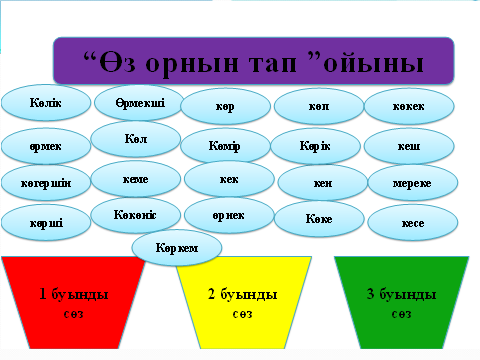 “Өз орнын тап ”ойыны
Көлік
Өрмекші
көр
көп
көкек
өрмек
Көл
Көмір
Көрік
кеш
көгершін
кеме
кек
кен
мереке
көрші
Көкөніс
өрнек
Көке
кесе
Көркем
1 буынды
сөз
2 буынды
сөз
3 буынды
сөз